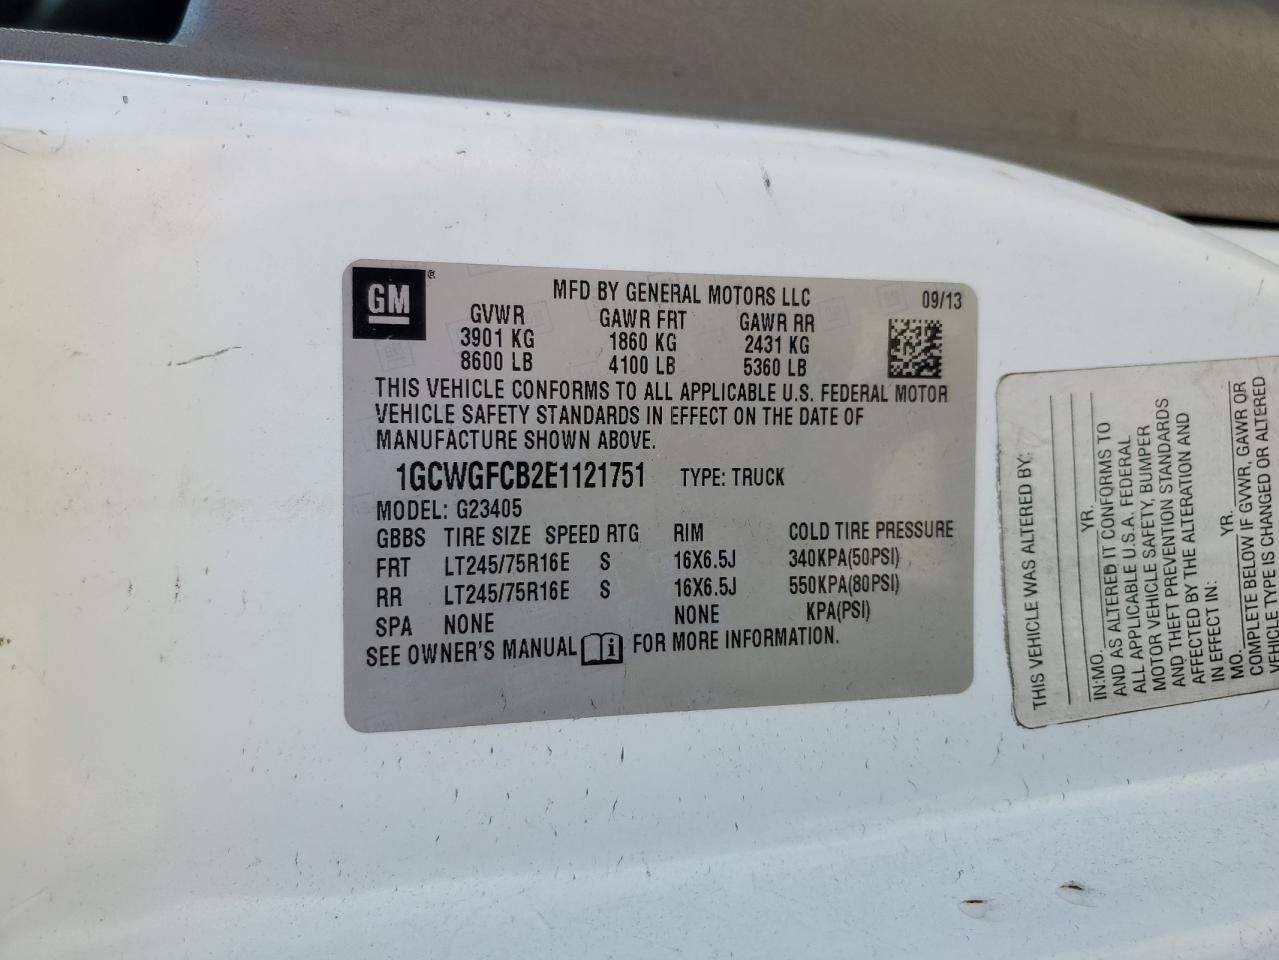 GM ®
MFD BY GENERAL MOTORS LLC 09/13
GVWR GAWR FRT GAWR RR
3901 KG 1860 KG 2431 KG
8600 LB 4100 LB 5360 LB
THIS VEHICLE CONFORMS TO ALL APPLICABLE U.S. FEDERAL MOTOR
VEHICLE SAFETY STANDARDS IN EFFECT ON THE DATE OF
MANUFACTURE SHOWN ABOVE.
1GCWGFCB2E1121751 TYPE: TRUCK
MODEL: G23405
GBBS TIRE SIZE SPEED RTG RIM COLD TIRE PRESSURE
FRT LT245/75R16E S 16X6.5J 340KPA(50PSI)
RR LT245/75R16E S 16X6.5J 550KPA(80PSI)
SPA NONE NONE KPA(PSI)
SEE OWNER'S MANUAL i FOR MORE INFORMATION.
THIS VEHICLE WAS ALTERED BY:
IN:MO. YR.
AND AS ALTERED IT CONFORMS TO
ALL APPLICABLE U.S.A. FEDERAL
MOTOR VEHICLE SAFETY, BUMPER
AND THEFT PREVENTION STANDARDS
AFFECTED BY THE ALTERATION AND
IN EFFECT IN:
MO. YR.
COMPLETE BELOW IF GVWR, GAWR OR
VEHICLE TYPE IS CHANGED OR ALTERED